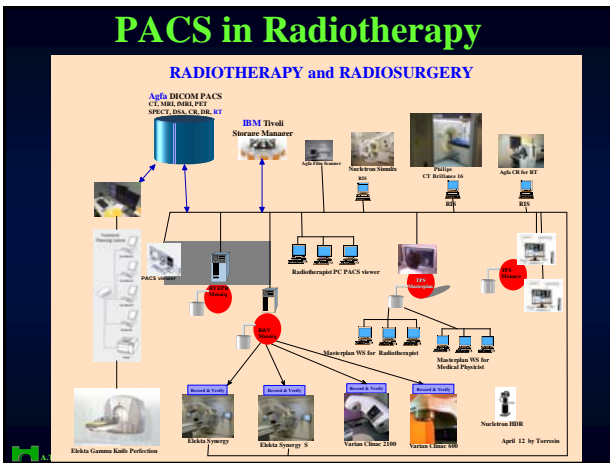 PACS in Radiotherapy
RADIOTHERAPY and RADIOSURGERY
Agfa DICOM PACS
CT, MRI, fMRI, PET
SPECT, DSA, CR, DR, RT
IBM Tivoli
Storage Manager
Agfa Film Scanner
Nucletron Simulix
RIS
Philips
CT Brillance 16
RIS
Agfa CR for RT
RIS
PACS viewer
Radiotherapist PC PACS viewer
TPS
Masterplan
TPS
Mosaiq
R&V
Mosaiq
Masterplan WS for Radiotherapist
Masterplan WS for
Medical Physicist
Record & Verify
Record & Verify
Record & Verify
Record & Verify
Elekta Gamma Knife Perfection
Elekta Synergy
Elekta Synergy S
Varian Clinac 2100
Varian Clinac 600
Nucletron HDR
April 12 by Torresin
A.T